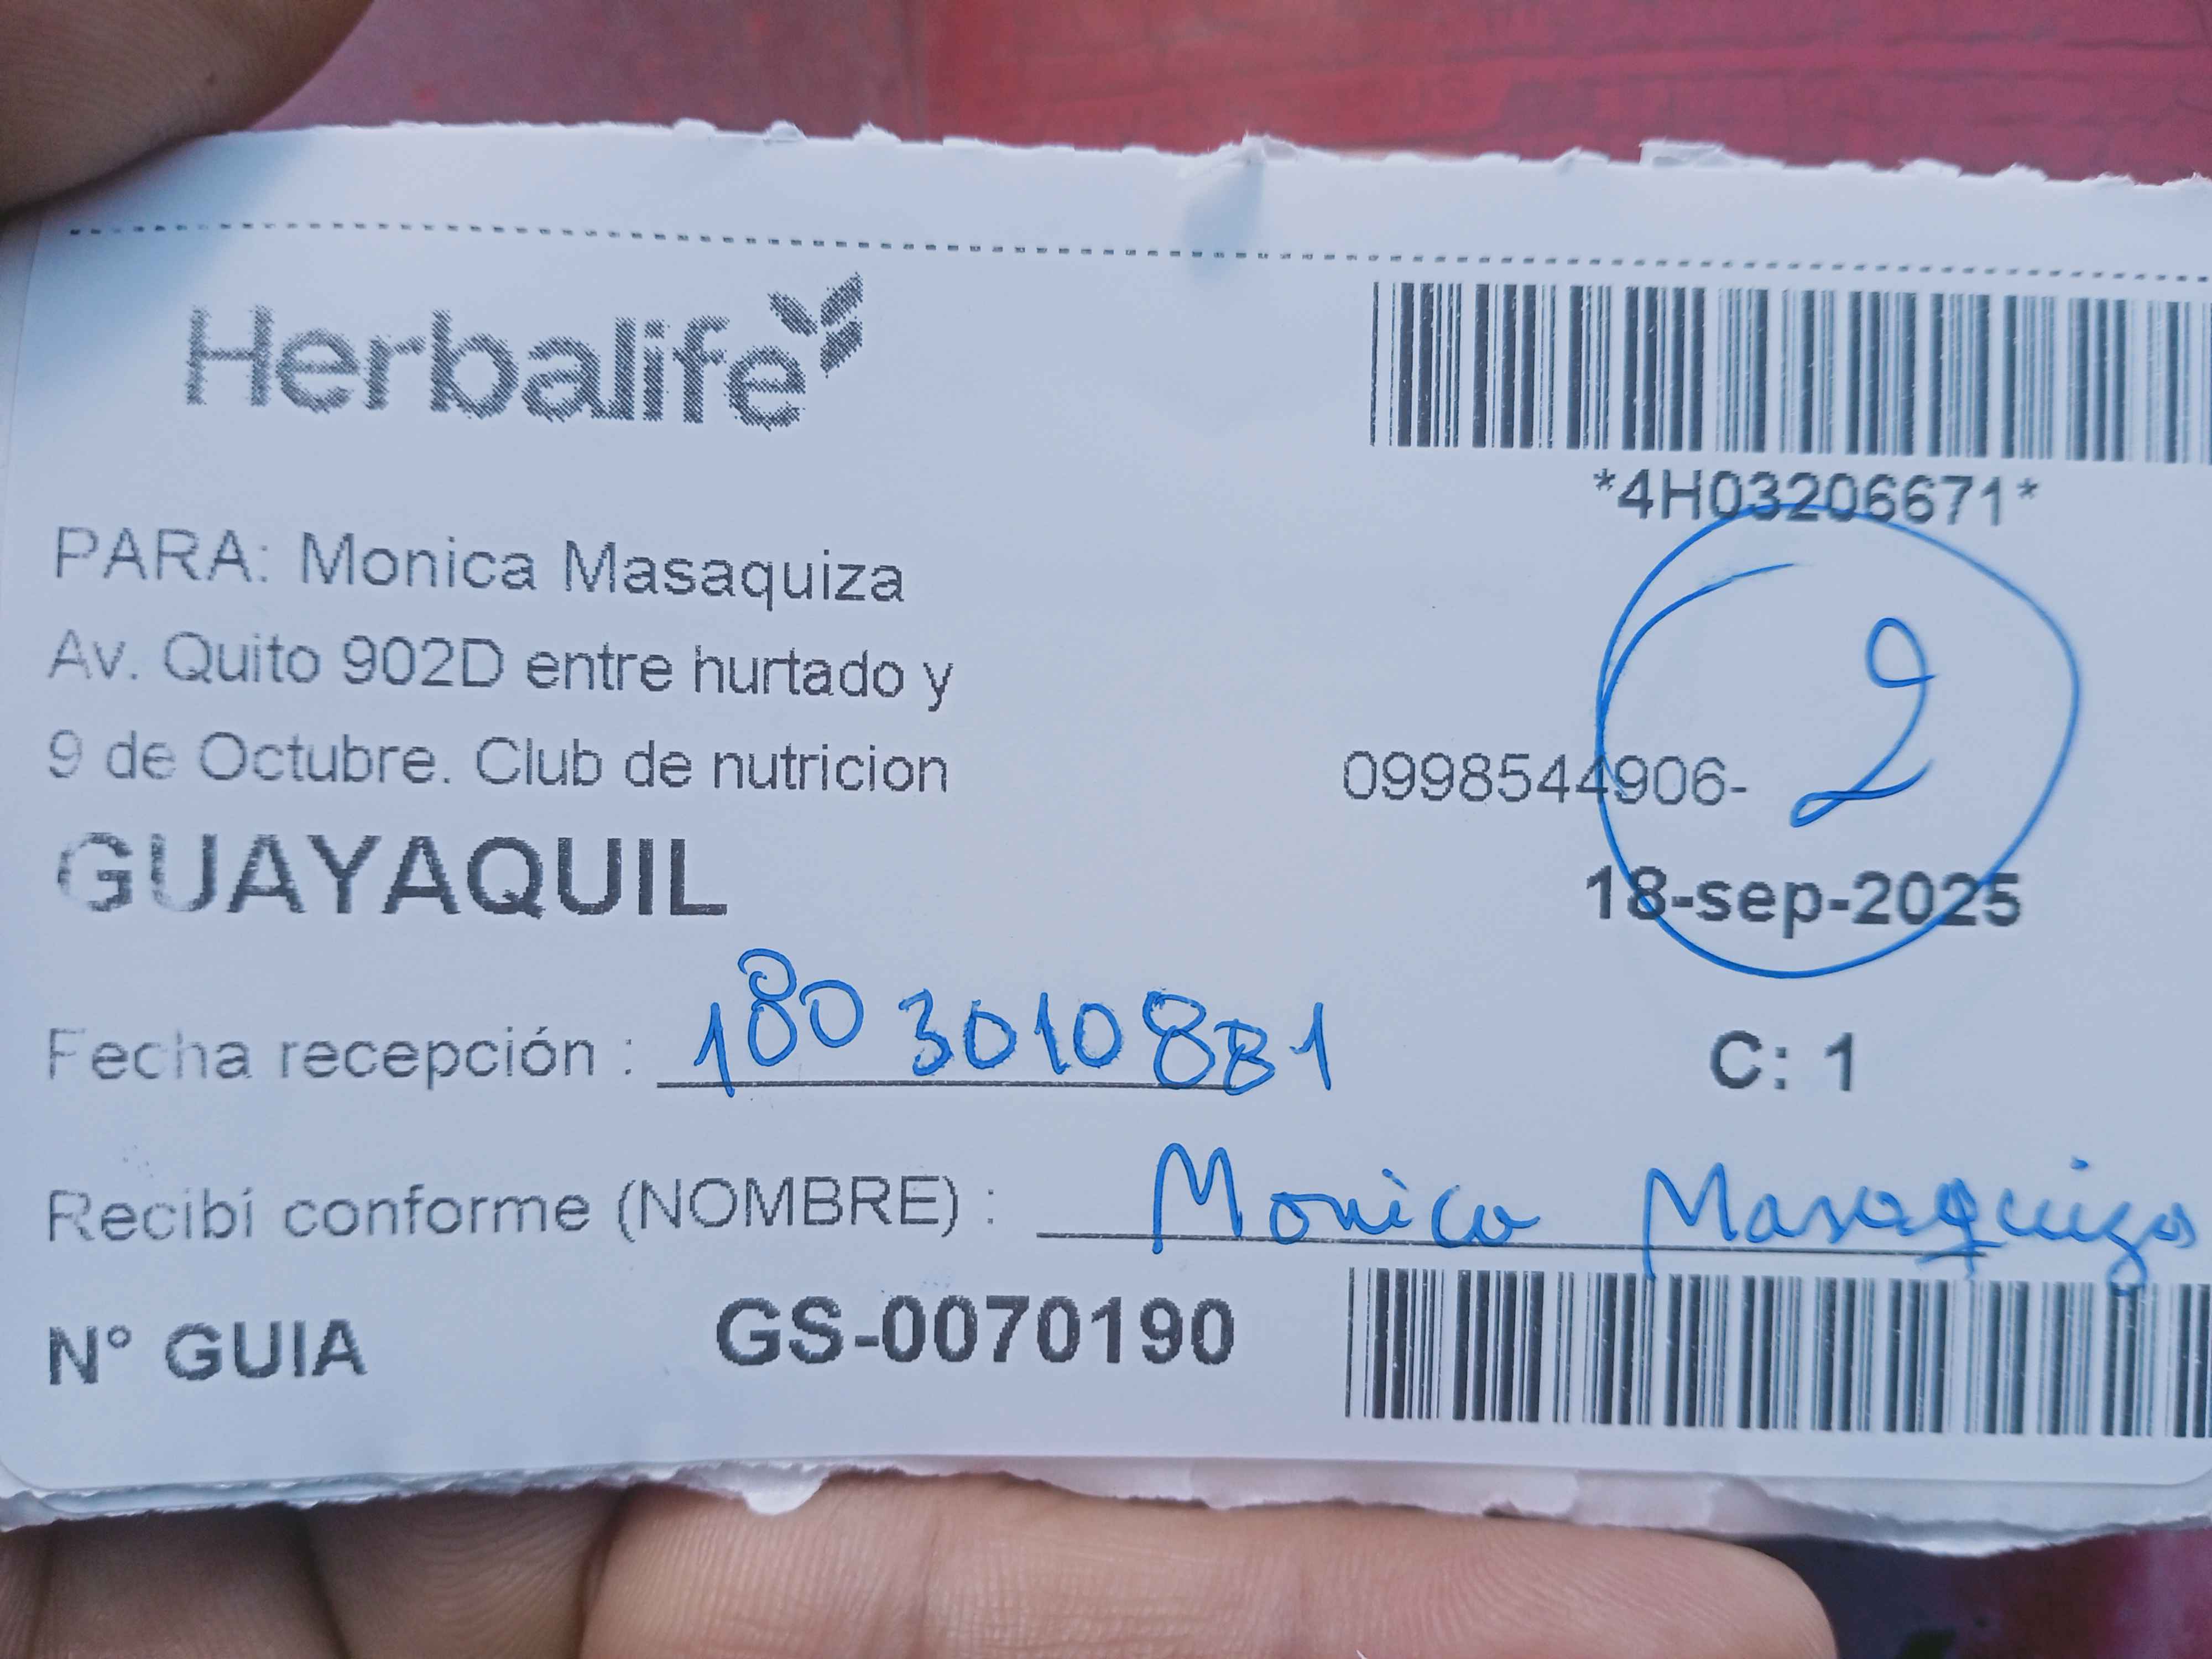 Herbalife
*4H03206671*
PARA: Monica Masaquiza
Av. Quito 902D entre hurtado y
9 de Octubre. Club de nutricion
0998544906-
2
GUAYAQUIL
18-sep-2025
Fecha recepción : 1803010881
C: 1
Recibí conforme (NOMBRE) : Monica Masaquiza
N° GUIA GS-0070190